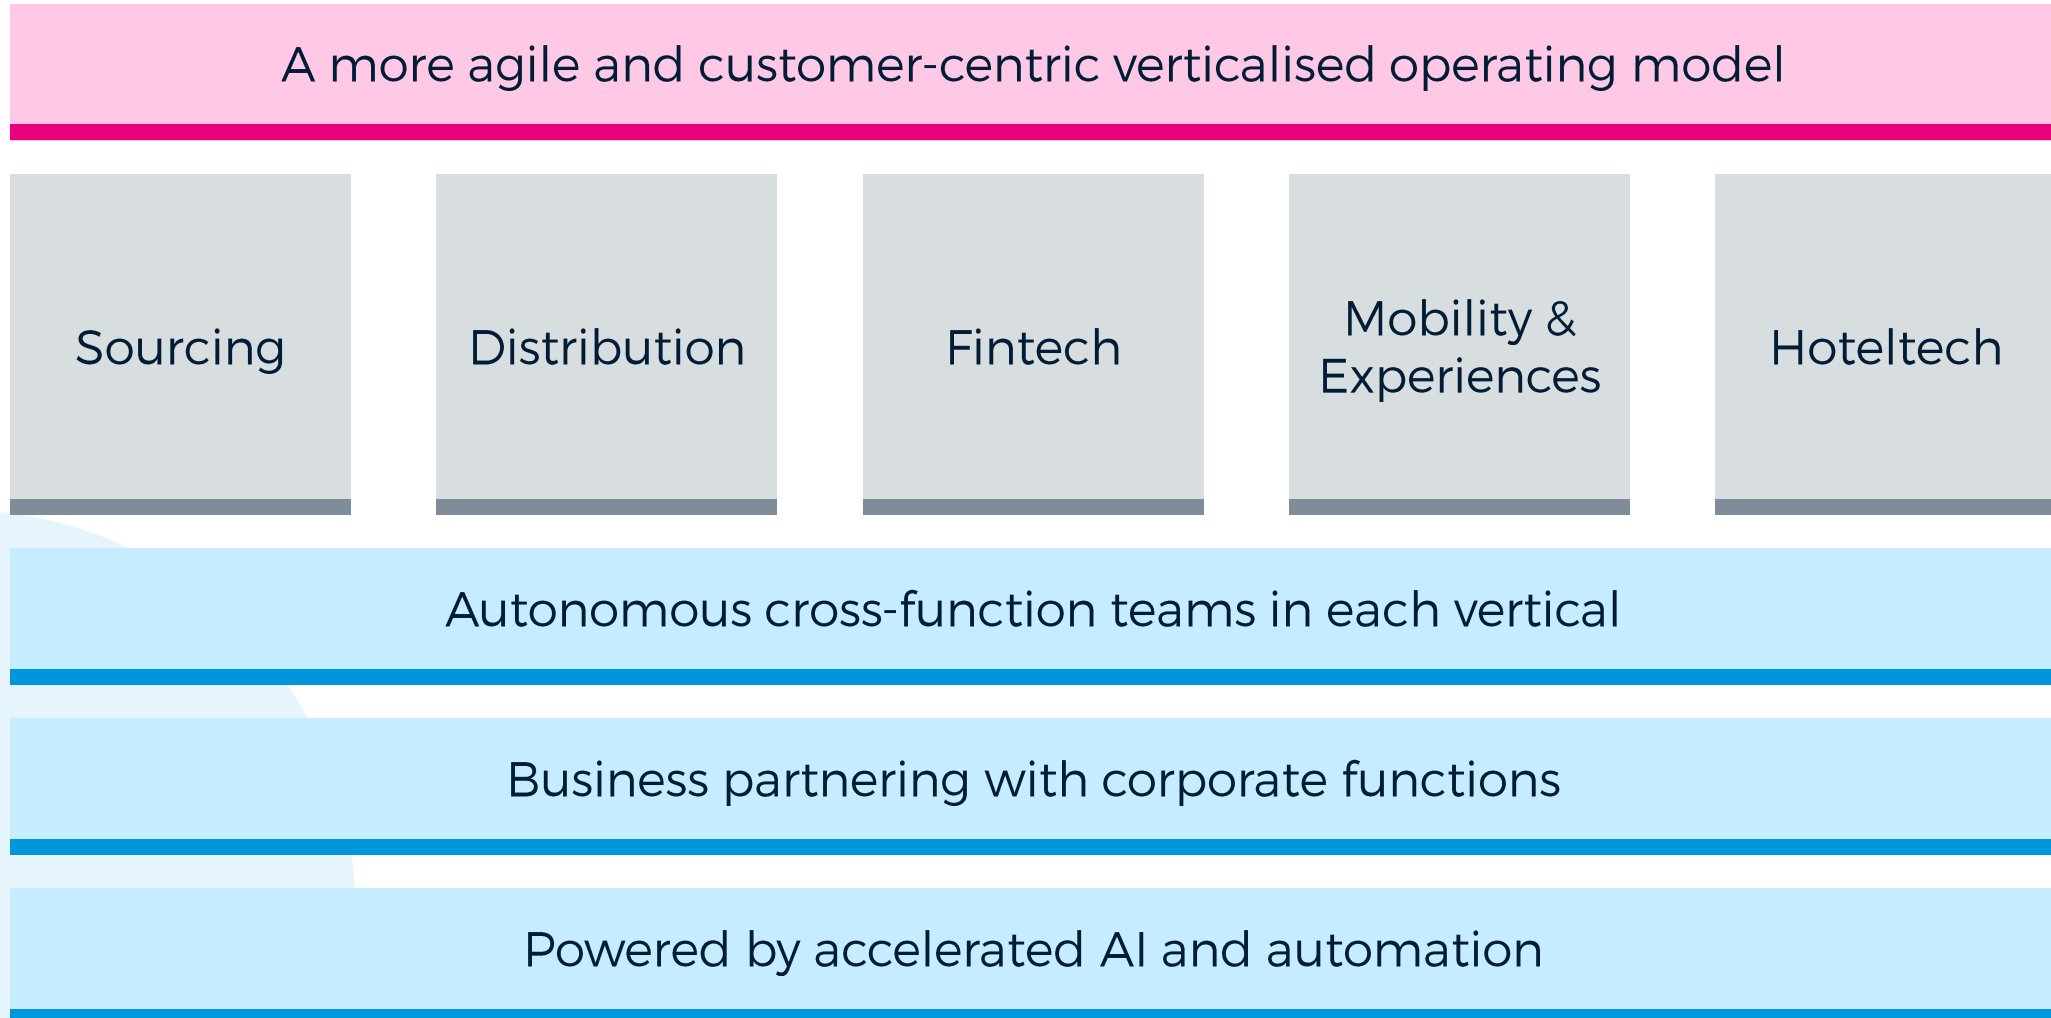 A more agile and customer-centric verticalised operating model
Sourcing
Distribution
Fintech
Mobility &
Experiences
Hoteltech
Autonomous cross-function teams in each vertical
Business partnering with corporate functions
Powered by accelerated AI and automation